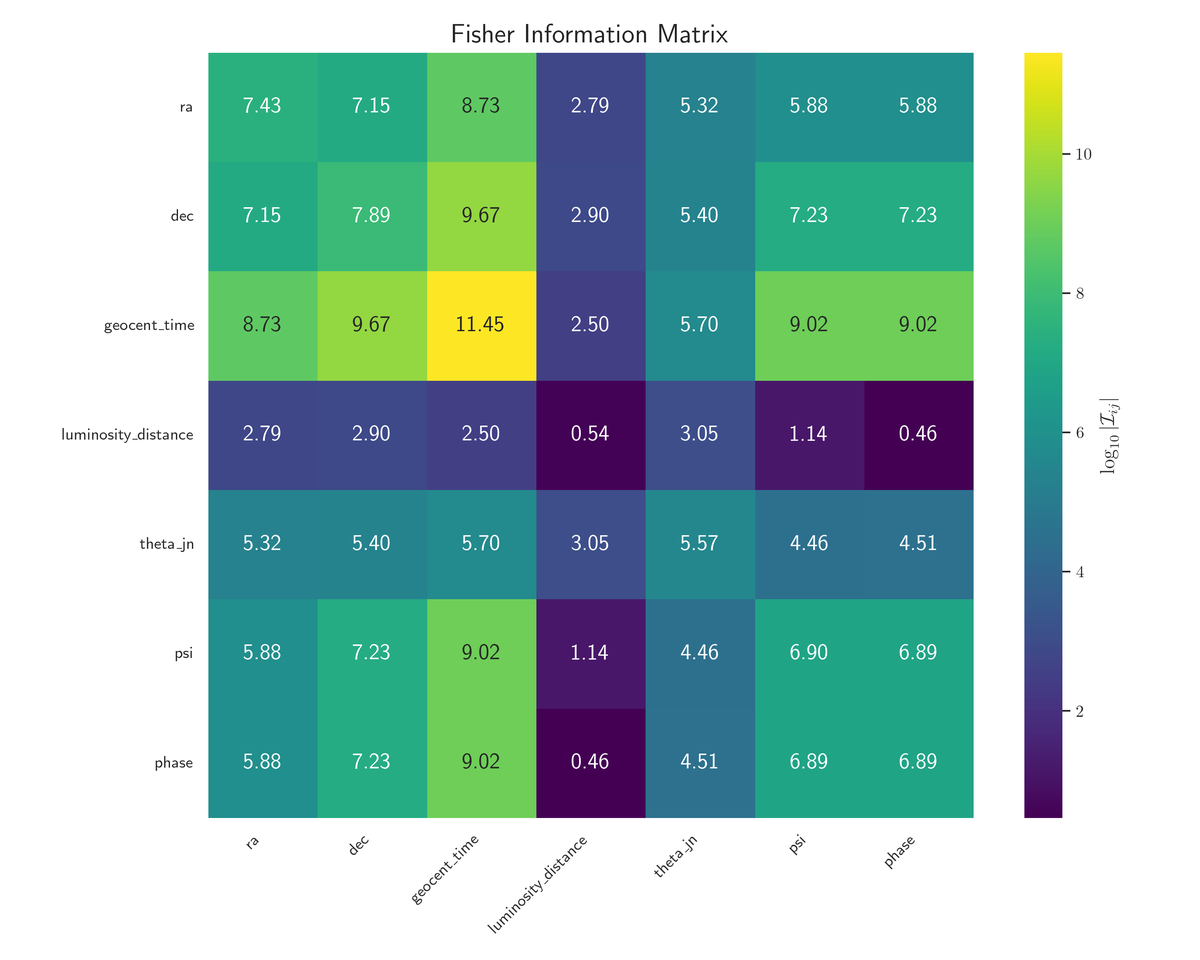 Fisher Information Matrix
ra 7.43 7.15 8.73 2.79 5.32 5.88 5.88
dec 7.15 7.89 9.67 2.90 5.40 7.23 7.23
geocent_time 8.73 9.67 11.45 2.50 5.70 9.02 9.02
luminosity_distance 2.79 2.90 2.50 0.54 3.05 1.14 0.46
theta_jn 5.32 5.40 5.70 3.05 5.57 4.46 4.51
psi 5.88 7.23 9.02 1.14 4.46 6.90 6.89
phase 5.88 7.23 9.02 0.46 4.51 6.89 6.89
ra dec geocent_time luminosity_distance theta_jn psi phase
10
8
6
4
2
log₁₀ |ℐᵢⱼ|